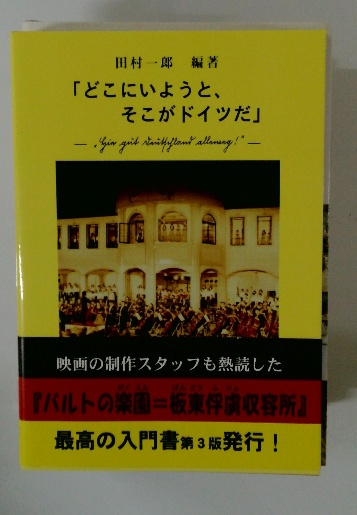 田村一郎　編著
「どこにいようと、
そこがドイツだ」
― „Hie gut Deutschland alleweg!“ ―
映画の制作スタッフも熱読した
『バルトの楽園=板東俘虜収容所』
最高の入門書第3版発行!